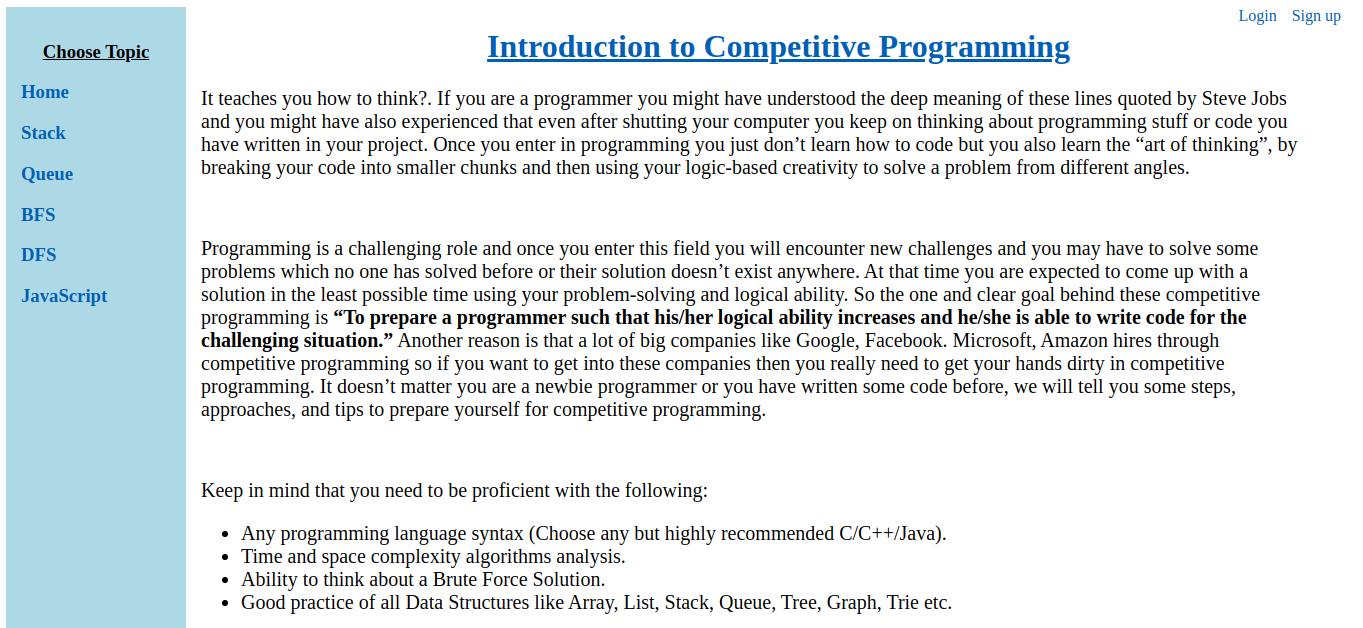 Login Sign up
Choose Topic
Home
Stack
Queue
BFS
DFS
JavaScript
Introduction to Competitive Programming
It teaches you how to think?. If you are a programmer you might have understood the deep meaning of these lines quoted by Steve Jobs
and you might have also experienced that even after shutting your computer you keep on thinking about programming stuff or code you
have written in your project. Once you enter in programming you just don’t learn how to code but you also learn the “art of thinking”, by
breaking your code into smaller chunks and then using your logic-based creativity to solve a problem from different angles.
Programming is a challenging role and once you enter this field you will encounter new challenges and you may have to solve some
problems which no one has solved before or their solution doesn’t exist anywhere. At that time you are expected to come up with a
solution in the least possible time using your problem-solving and logical ability. So the one and clear goal behind these competitive
programming is “To prepare a programmer such that his/her logical ability increases and he/she is able to write code for the
challenging situation.” Another reason is that a lot of big companies like Google, Facebook. Microsoft, Amazon hires through
competitive programming so if you want to get into these companies then you really need to get your hands dirty in competitive
programming. It doesn’t matter you are a newbie programmer or you have written some code before, we will tell you some steps,
approaches, and tips to prepare yourself for competitive programming.
Keep in mind that you need to be proficient with the following:
• Any programming language syntax (Choose any but highly recommended C/C++/Java).
• Time and space complexity algorithms analysis.
• Ability to think about a Brute Force Solution.
• Good practice of all Data Structures like Array, List, Stack, Queue, Tree, Graph, Trie etc.